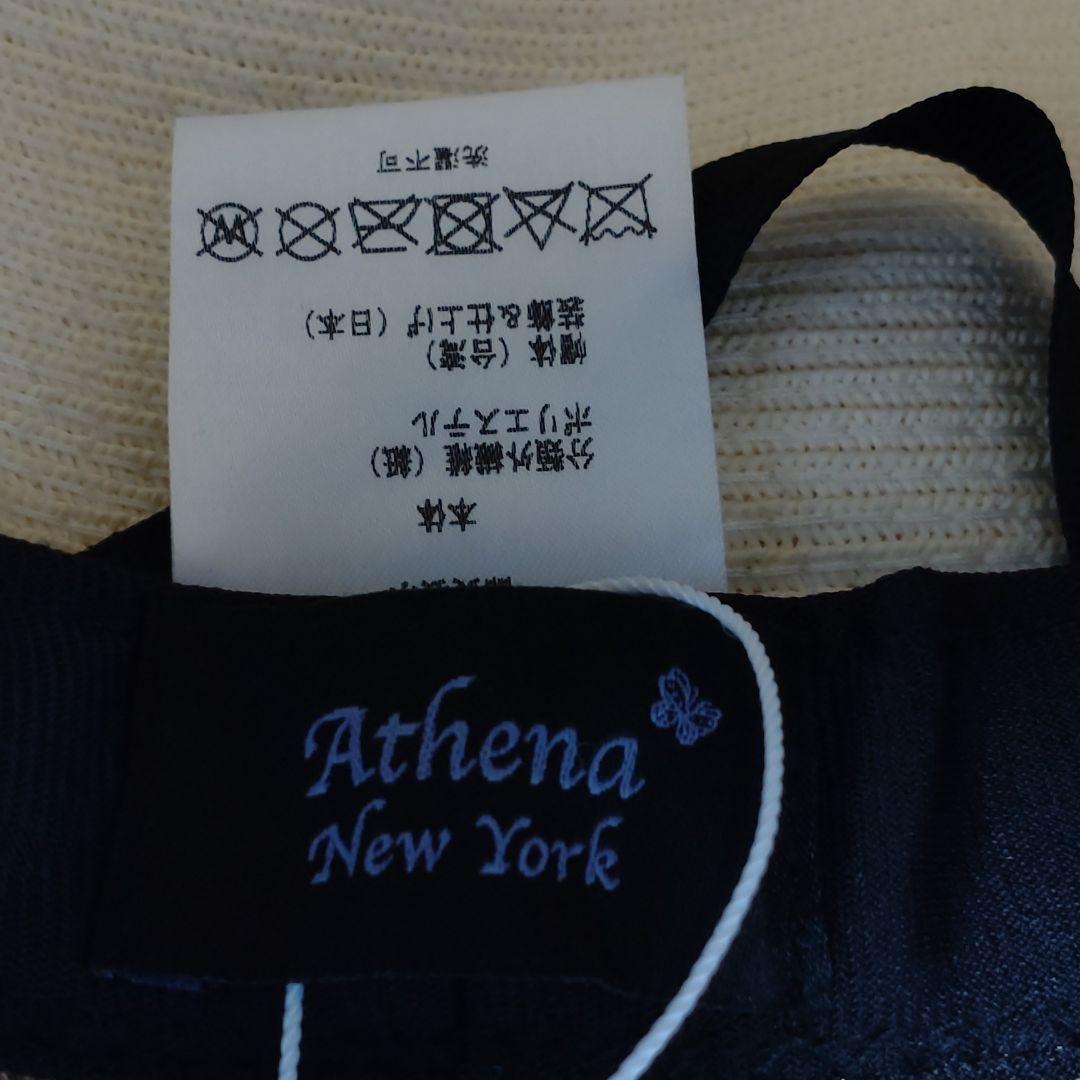 本体
分類外繊維（紙）
ポリエステル
帽体（台湾）
装飾&仕上げ（日本）
洗濯不可
Athena
New York